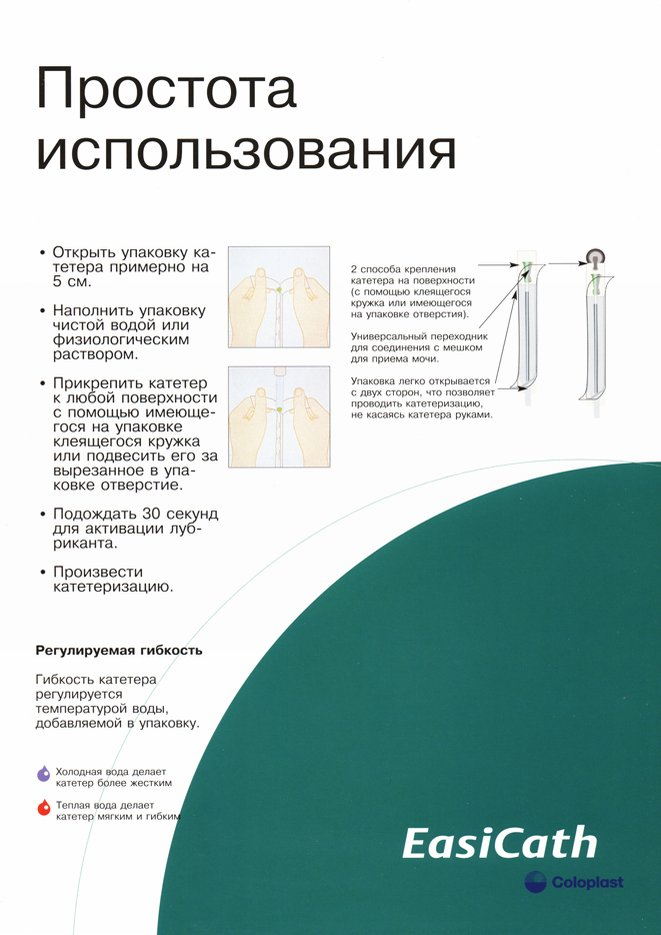 Простота
использования
• Открыть упаковку ка-
тетера примерно на
5 см.
• Наполнить упаковку
чистой водой или
физиологическим
раствором.
• Прикрепить катетер
к любой поверхности
с помощью имеюще-
гося на упаковке
клеящегося кружка
или подвесить его за
вырезанное в упа-
ковке отверстие.
• Подождать 30 секунд
для активации луб-
риканта.
• Произвести
катетеризацию.
2 способа крепления
катетера на поверхности
(с помощью клеящегося
кружка или имеющегося
на упаковке отверстия).
Универсальный переходник
для соединения с мешком
для приема мочи.
Упаковка легко открывается
с двух сторон, что позволяет
проводить катетеризацию,
не касаясь катетера руками.
Регулируемая гибкость
Гибкость катетера
регулируется
температурой воды,
добавляемой в упаковку.
Холодная вода делает
катетер более жестким
Теплая вода делает
катетер мягким и гибким
EasiCath
Coloplast